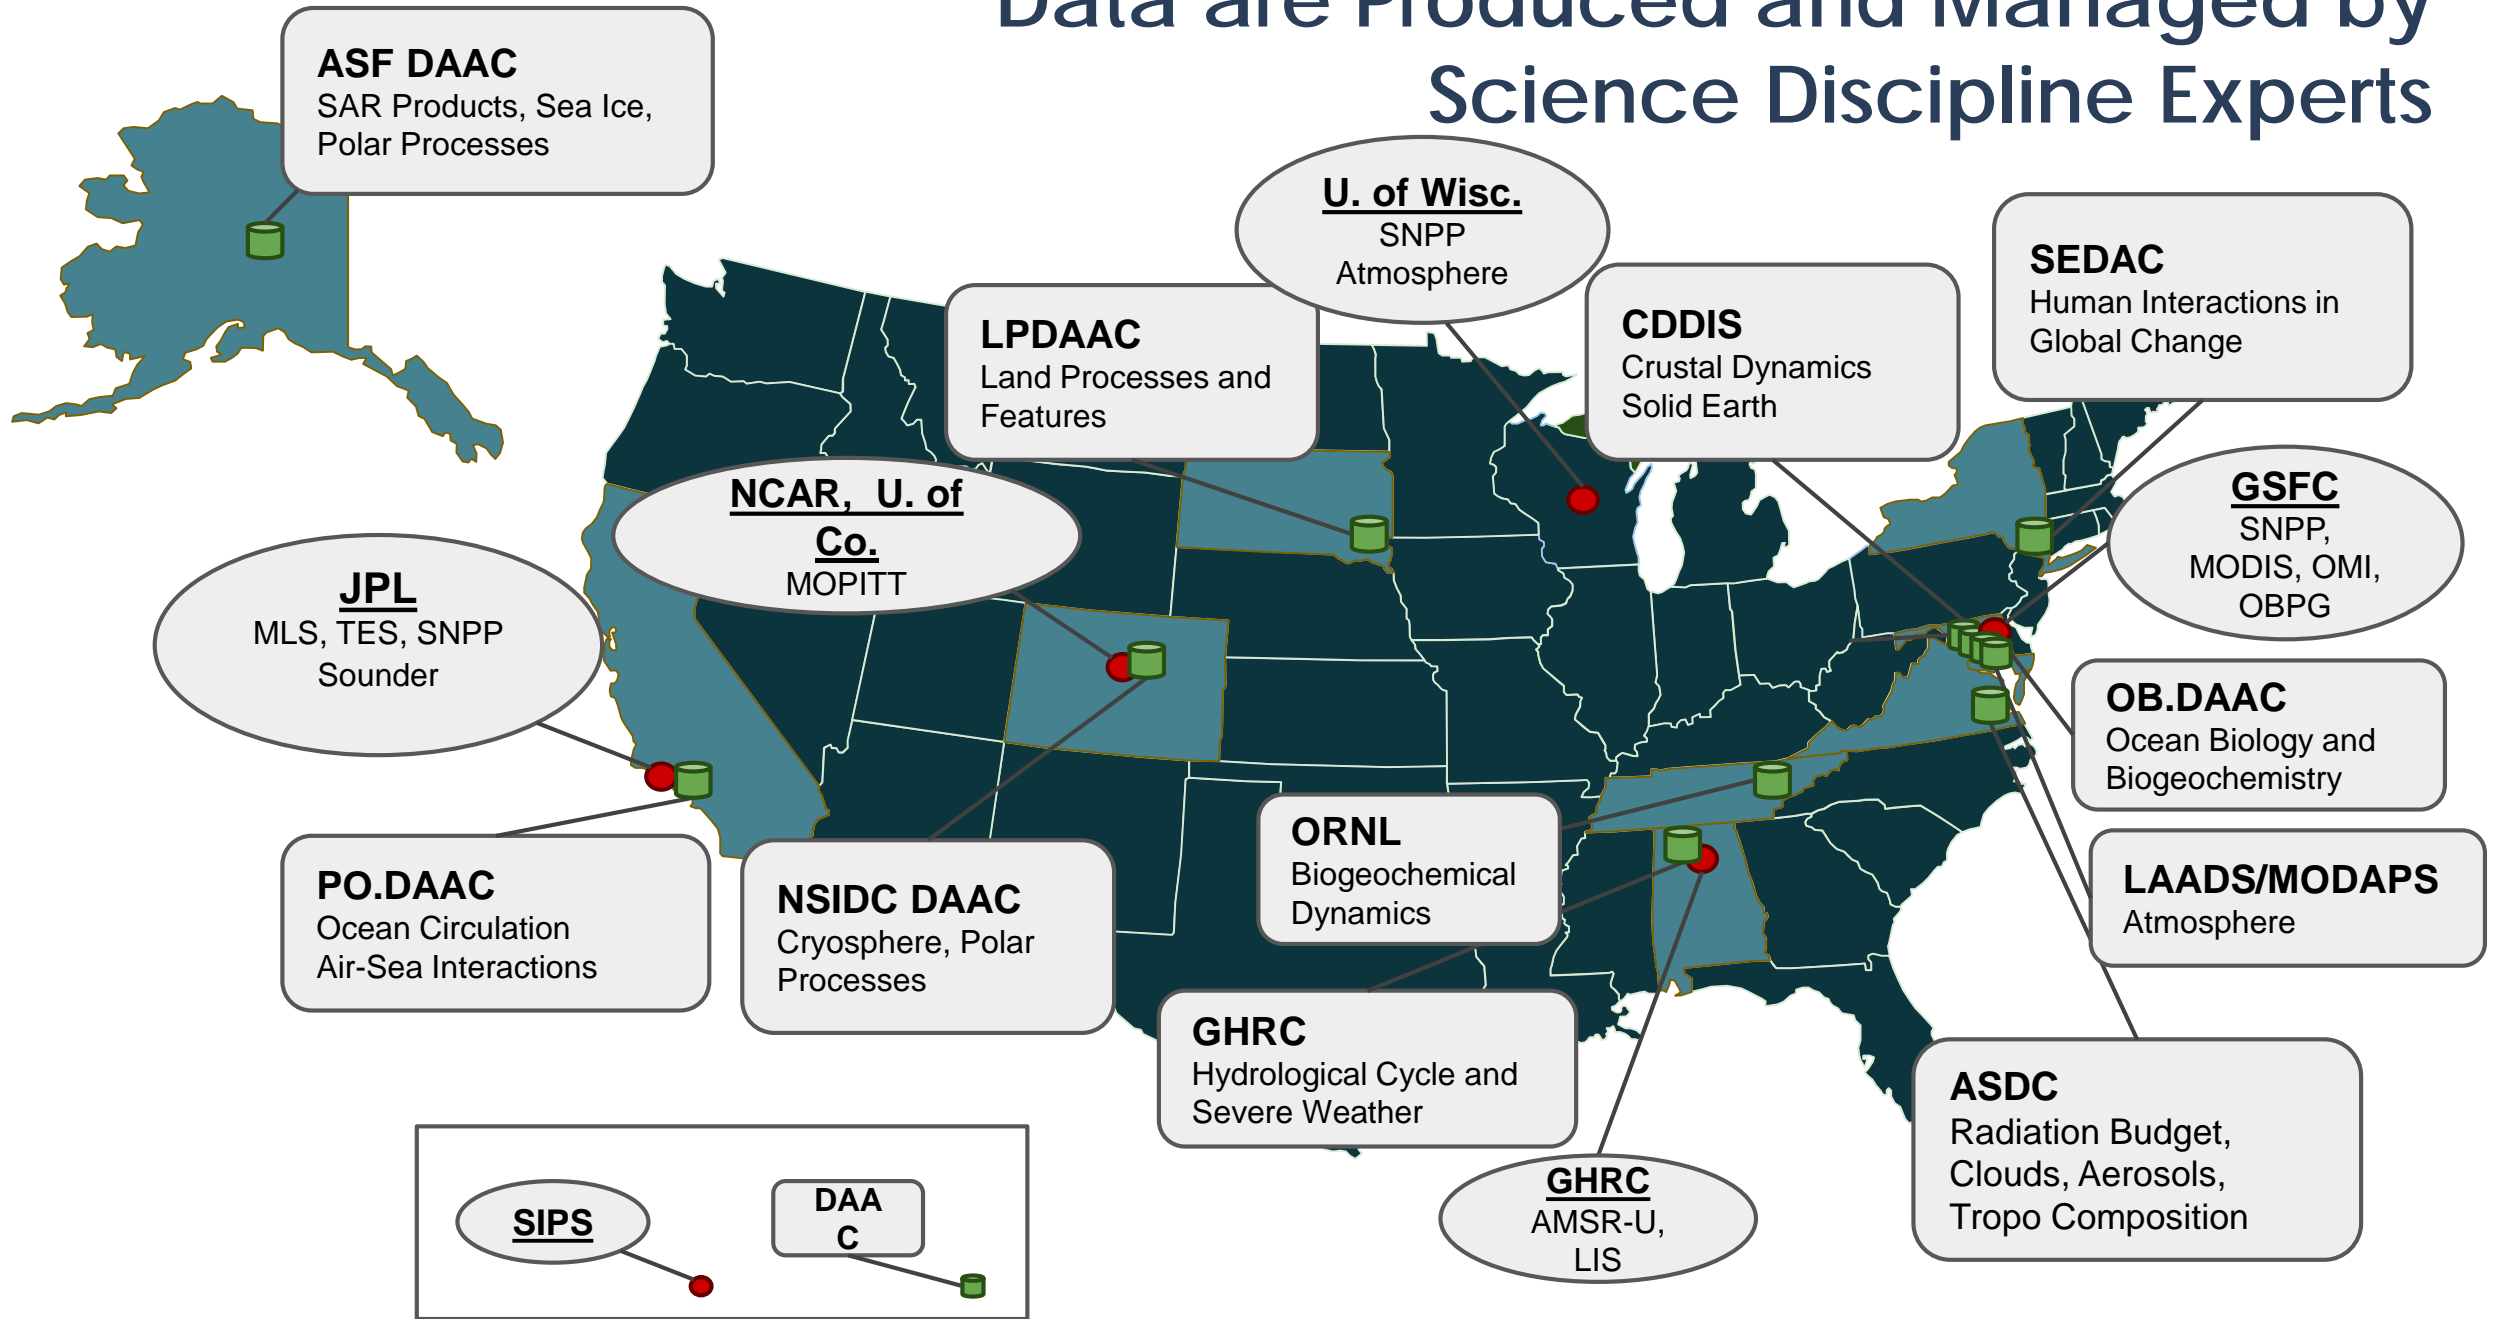 Data are Produced and Managed by
Science Discipline Experts
ASF DAAC
SAR Products, Sea Ice,
Polar Processes
U. of Wisc.
SNPP
Atmosphere
SEDAC
Human Interactions in
Global Change
LPDAAC
Land Processes and
Features
CDDIS
Crustal Dynamics
Solid Earth
NCAR, U. of
Co.
MOPITT
GSFC
SNPP,
MODIS, OMI,
OBPG
JPL
MLS, TES, SNPP
Sounder
OB.DAAC
Ocean Biology and
Biogeochemistry
PO.DAAC
Ocean Circulation
Air-Sea Interactions
NSIDC DAAC
Cryosphere, Polar
Processes
ORNL
Biogeochemical
Dynamics
LAADS/MODAPS
Atmosphere
GHRC
Hydrological Cycle and
Severe Weather
ASDC
Radiation Budget,
Clouds, Aerosols,
Tropo Composition
GHRC
AMSR-U,
LIS
SIPS
DAA
C